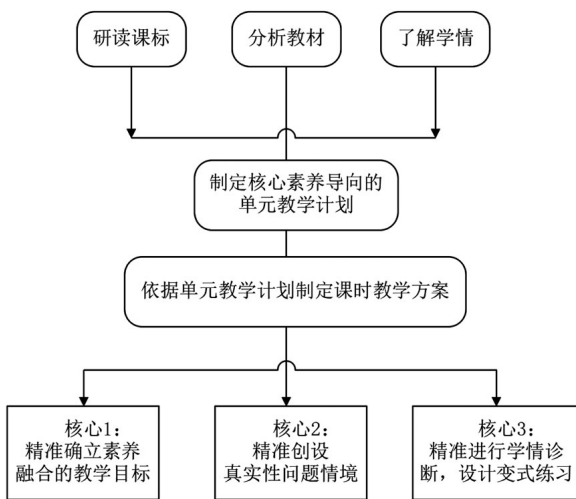 研读课标
分析教材
了解学情
制定核心素养导向的
单元教学计划
依据单元教学计划制定课时教学方案
核心1：
精准确立素养
融合的教学目标
核心2：
精准创设
真实性问题情境
核心3：
精准进行学情诊
断，设计变式练习